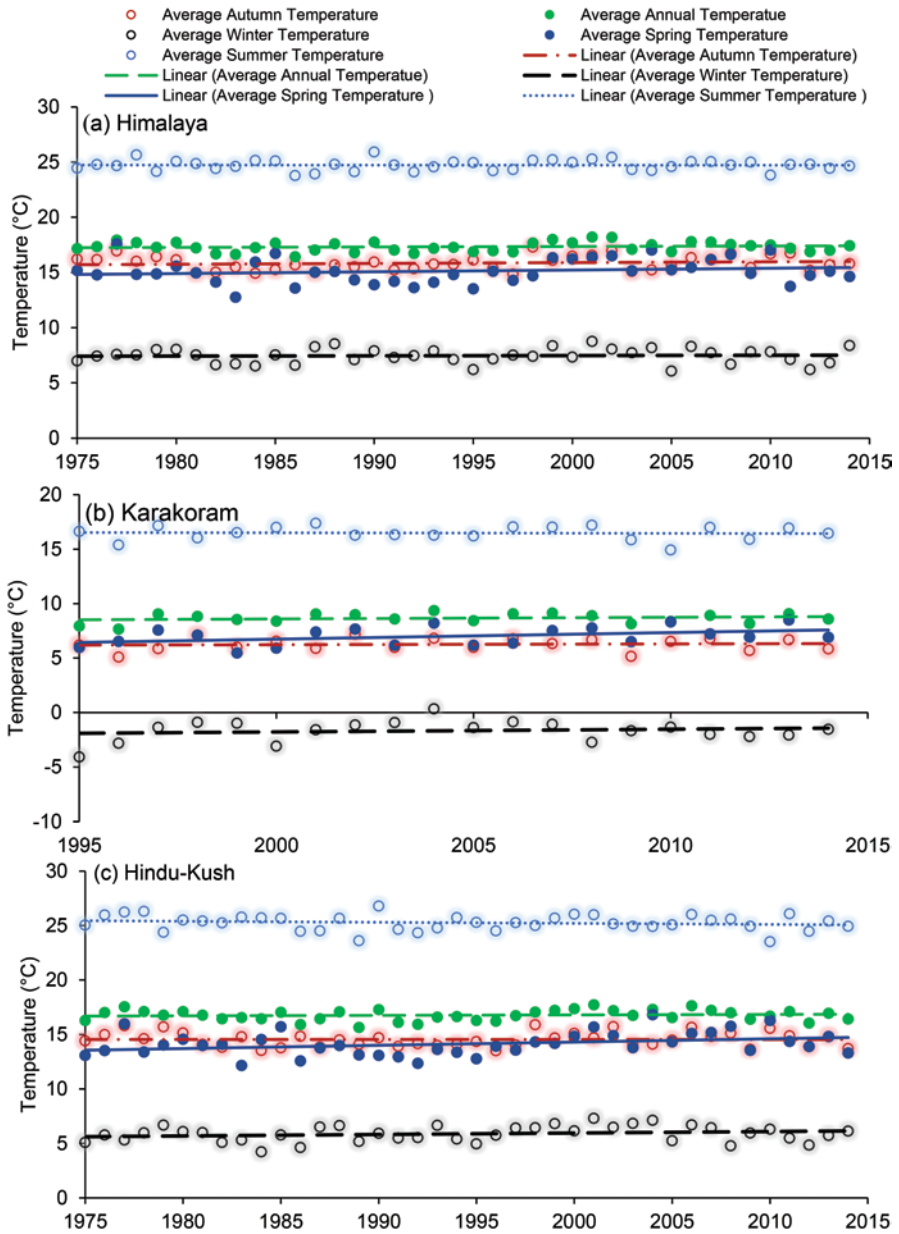 Average Autumn Temperature
Average Annual Temperatue
Average Winter Temperature
Average Spring Temperature
Average Summer Temperature
Linear (Average Autumn Temperature)
Linear (Average Annual Temperatue)
Linear (Average Winter Temperature)
Linear (Average Spring Temperature )
Linear (Average Summer Temperature )
(a) Himalaya
Temperature (°C)
30
25
20
15
10
5
0
1975 1980 1985 1990 1995 2000 2005 2010 2015
(b) Karakoram
Temperature (°C)
20
15
10
5
0
-5
-10
1995 2000 2005 2010 2015
(c) Hindu-Kush
Temperature (°C)
30
25
20
15
10
5
0
1975 1980 1985 1990 1995 2000 2005 2010 2015